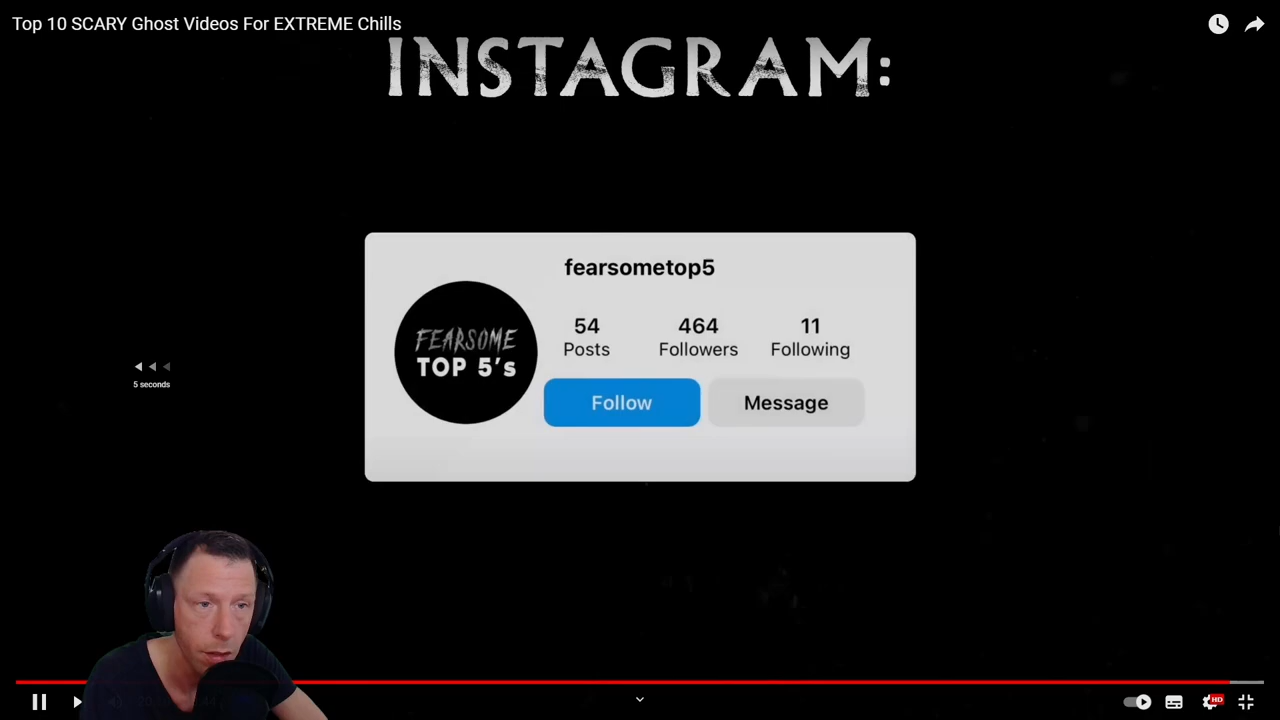 Top 10 SCARY Ghost Videos For EXTREME Chills
INSTAGRAM:
fearsometop5
FEARSOME
TOP 5's
54
Posts
464
Followers
11
Following
Follow
Message
5 seconds
HD